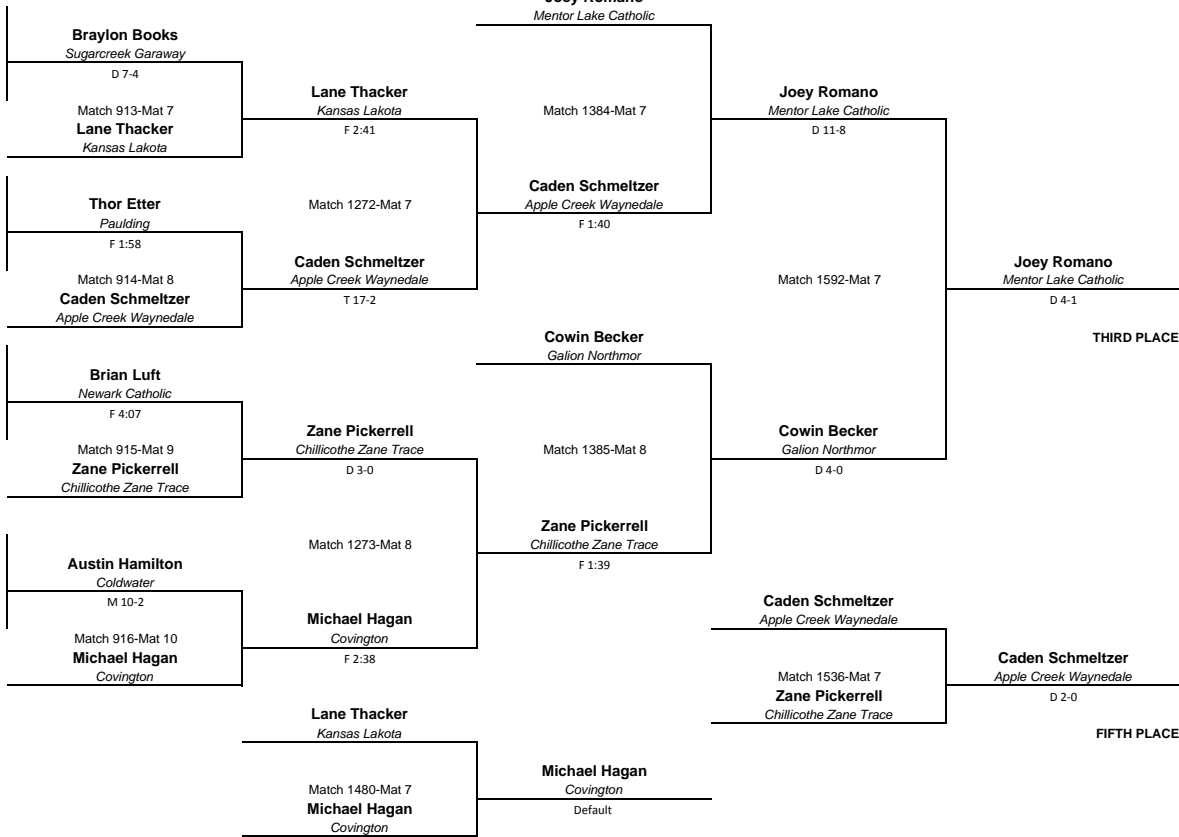 Joey Romano
Mentor Lake Catholic
Braylon Books
Sugarcreek Garaway
D 7-4
Match 913-Mat 7
Lane Thacker
Kansas Lakota
Lane Thacker
Kansas Lakota
F 2:41
Match 1384-Mat 7
Joey Romano
Mentor Lake Catholic
D 11-8
Thor Etter
Paulding
F 1:58
Match 1272-Mat 7
Caden Schmeltzer
Apple Creek Waynedale
F 1:40
Match 914-Mat 8
Caden Schmeltzer
Apple Creek Waynedale
Caden Schmeltzer
Apple Creek Waynedale
T 17-2
Match 1592-Mat 7
Joey Romano
Mentor Lake Catholic
D 4-1
THIRD PLACE
Cowin Becker
Galion Northmor
Brian Luft
Newark Catholic
F 4:07
Match 915-Mat 9
Zane Pickerrell
Chillicothe Zane Trace
Zane Pickerrell
Chillicothe Zane Trace
D 3-0
Match 1385-Mat 8
Cowin Becker
Galion Northmor
D 4-0
Zane Pickerrell
Chillicothe Zane Trace
F 1:39
Match 1273-Mat 8
Austin Hamilton
Coldwater
M 10-2
Match 916-Mat 10
Michael Hagan
Covington
Michael Hagan
Covington
F 2:38
Caden Schmeltzer
Apple Creek Waynedale
Match 1536-Mat 7
Zane Pickerrell
Chillicothe Zane Trace
Caden Schmeltzer
Apple Creek Waynedale
D 2-0
FIFTH PLACE
Lane Thacker
Kansas Lakota
Match 1480-Mat 7
Michael Hagan
Covington
Michael Hagan
Covington
Default